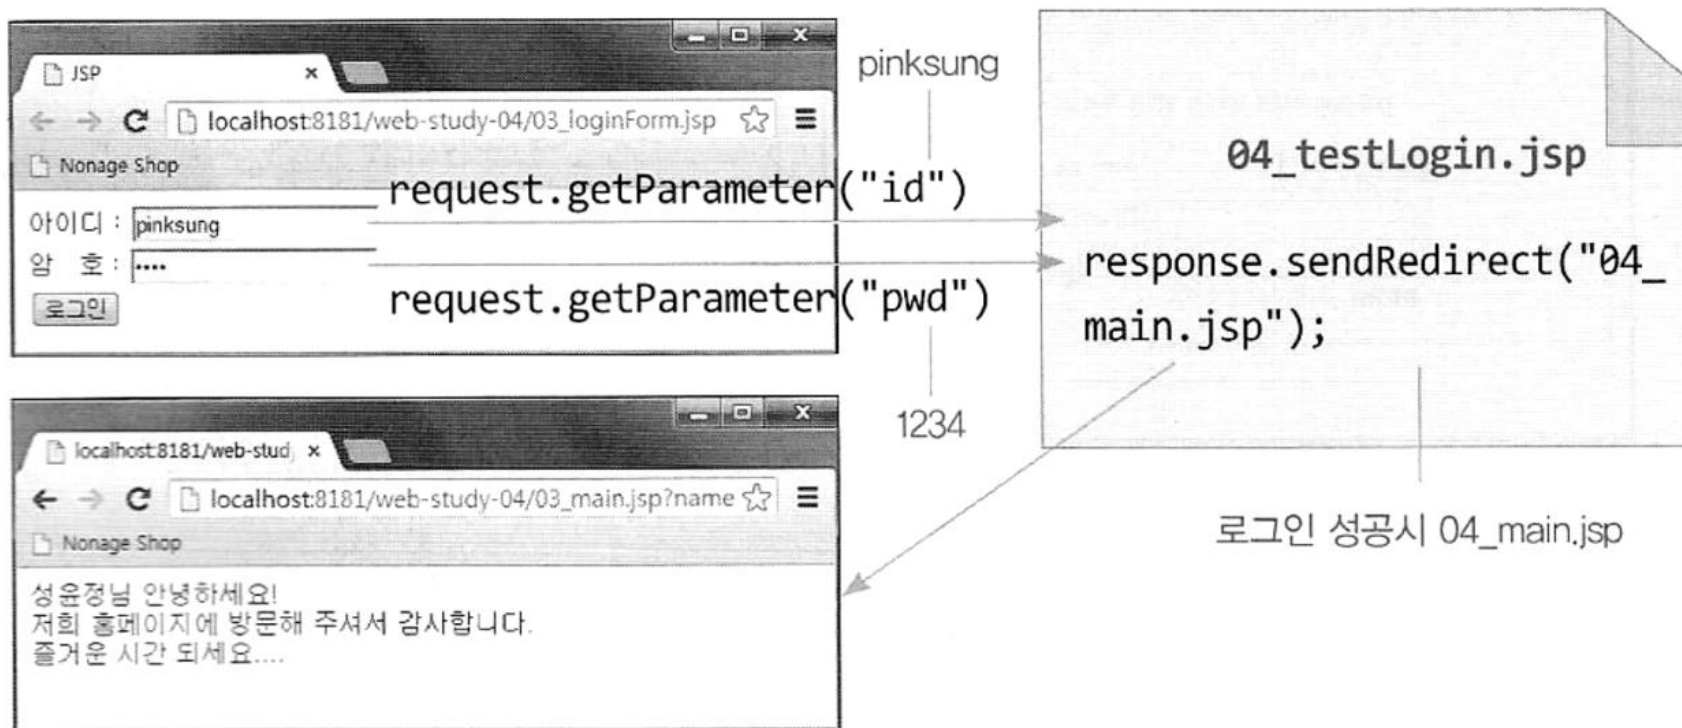 JSP
localhost:8181/web-study-04/03_loginForm.jsp
Nonage Shop
아이디 : pinksung
암 호 : ••••
로그인
pinksung
request.getParameter("id")
request.getParameter("pwd")
1234
04_testLogin.jsp
response.sendRedirect("04_
main.jsp");
로그인 성공시 04_main.jsp
localhost:8181/web-stud
localhost:8181/web-study-04/03_main.jsp?name
Nonage Shop
성윤정님 안녕하세요!
저희 홈페이지에 방문해 주셔서 감사합니다.
즐거운 시간 되세요....